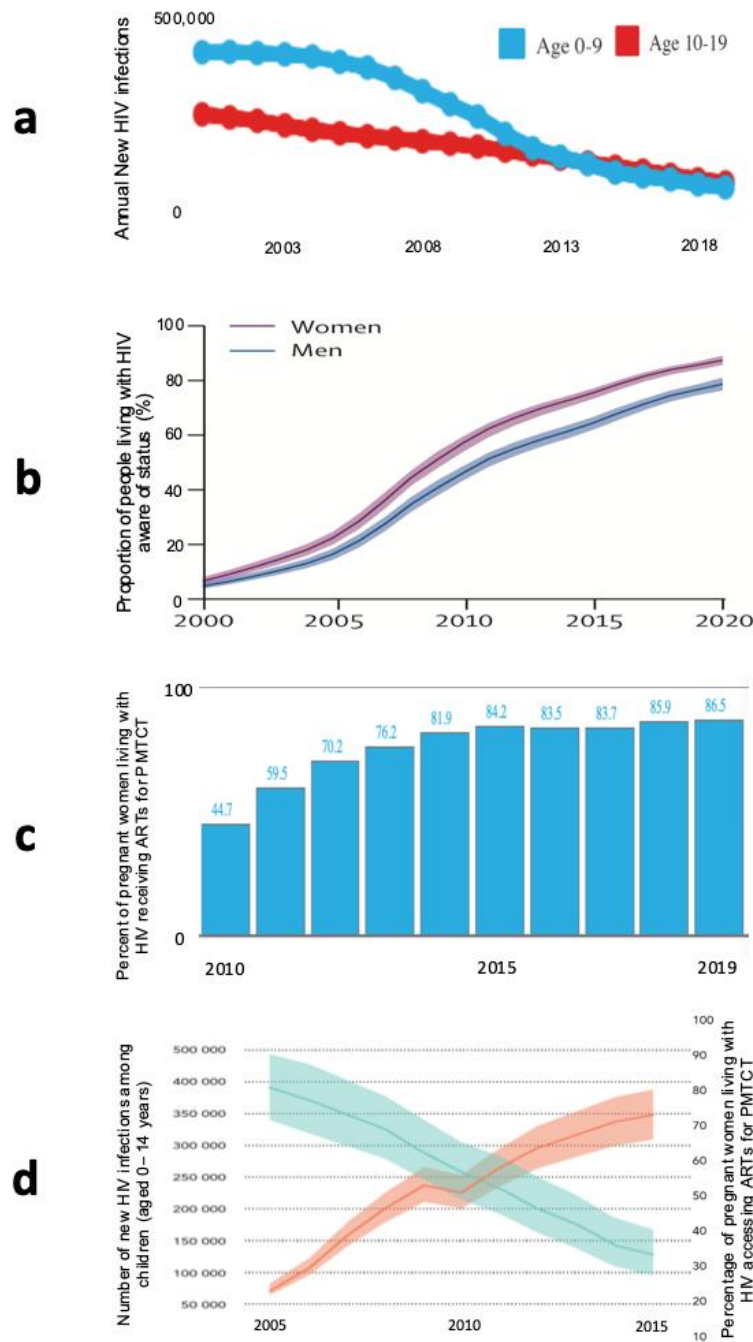 a
Annual New HIV infections
500,000
0
Age 0-9
Age 10-19
2003 2008 2013 2018
b
Proportion of people living with HIV
aware of status (%)
100
80
60
40
20
0
Women
Men
2000 2005 2010 2015 2020
c
Percent of pregnant women living with
HIV receiving ARTs for PMTCT
100
0
44.7 59.5 70.2 76.2 81.9 84.2 83.5 83.7 85.9 86.5
2010 2015 2019
d
Number of new HIV infections among
children (aged 0–14 years)
500 000
400 000
350 000
300 000
250 000
200 000
150 000
100 000
50 000
100
90
80
70
60
50
40
30
20
10
Percentage of pregnant women living with
HIV accessing ARTs for PMTCT
2005 2010 2015